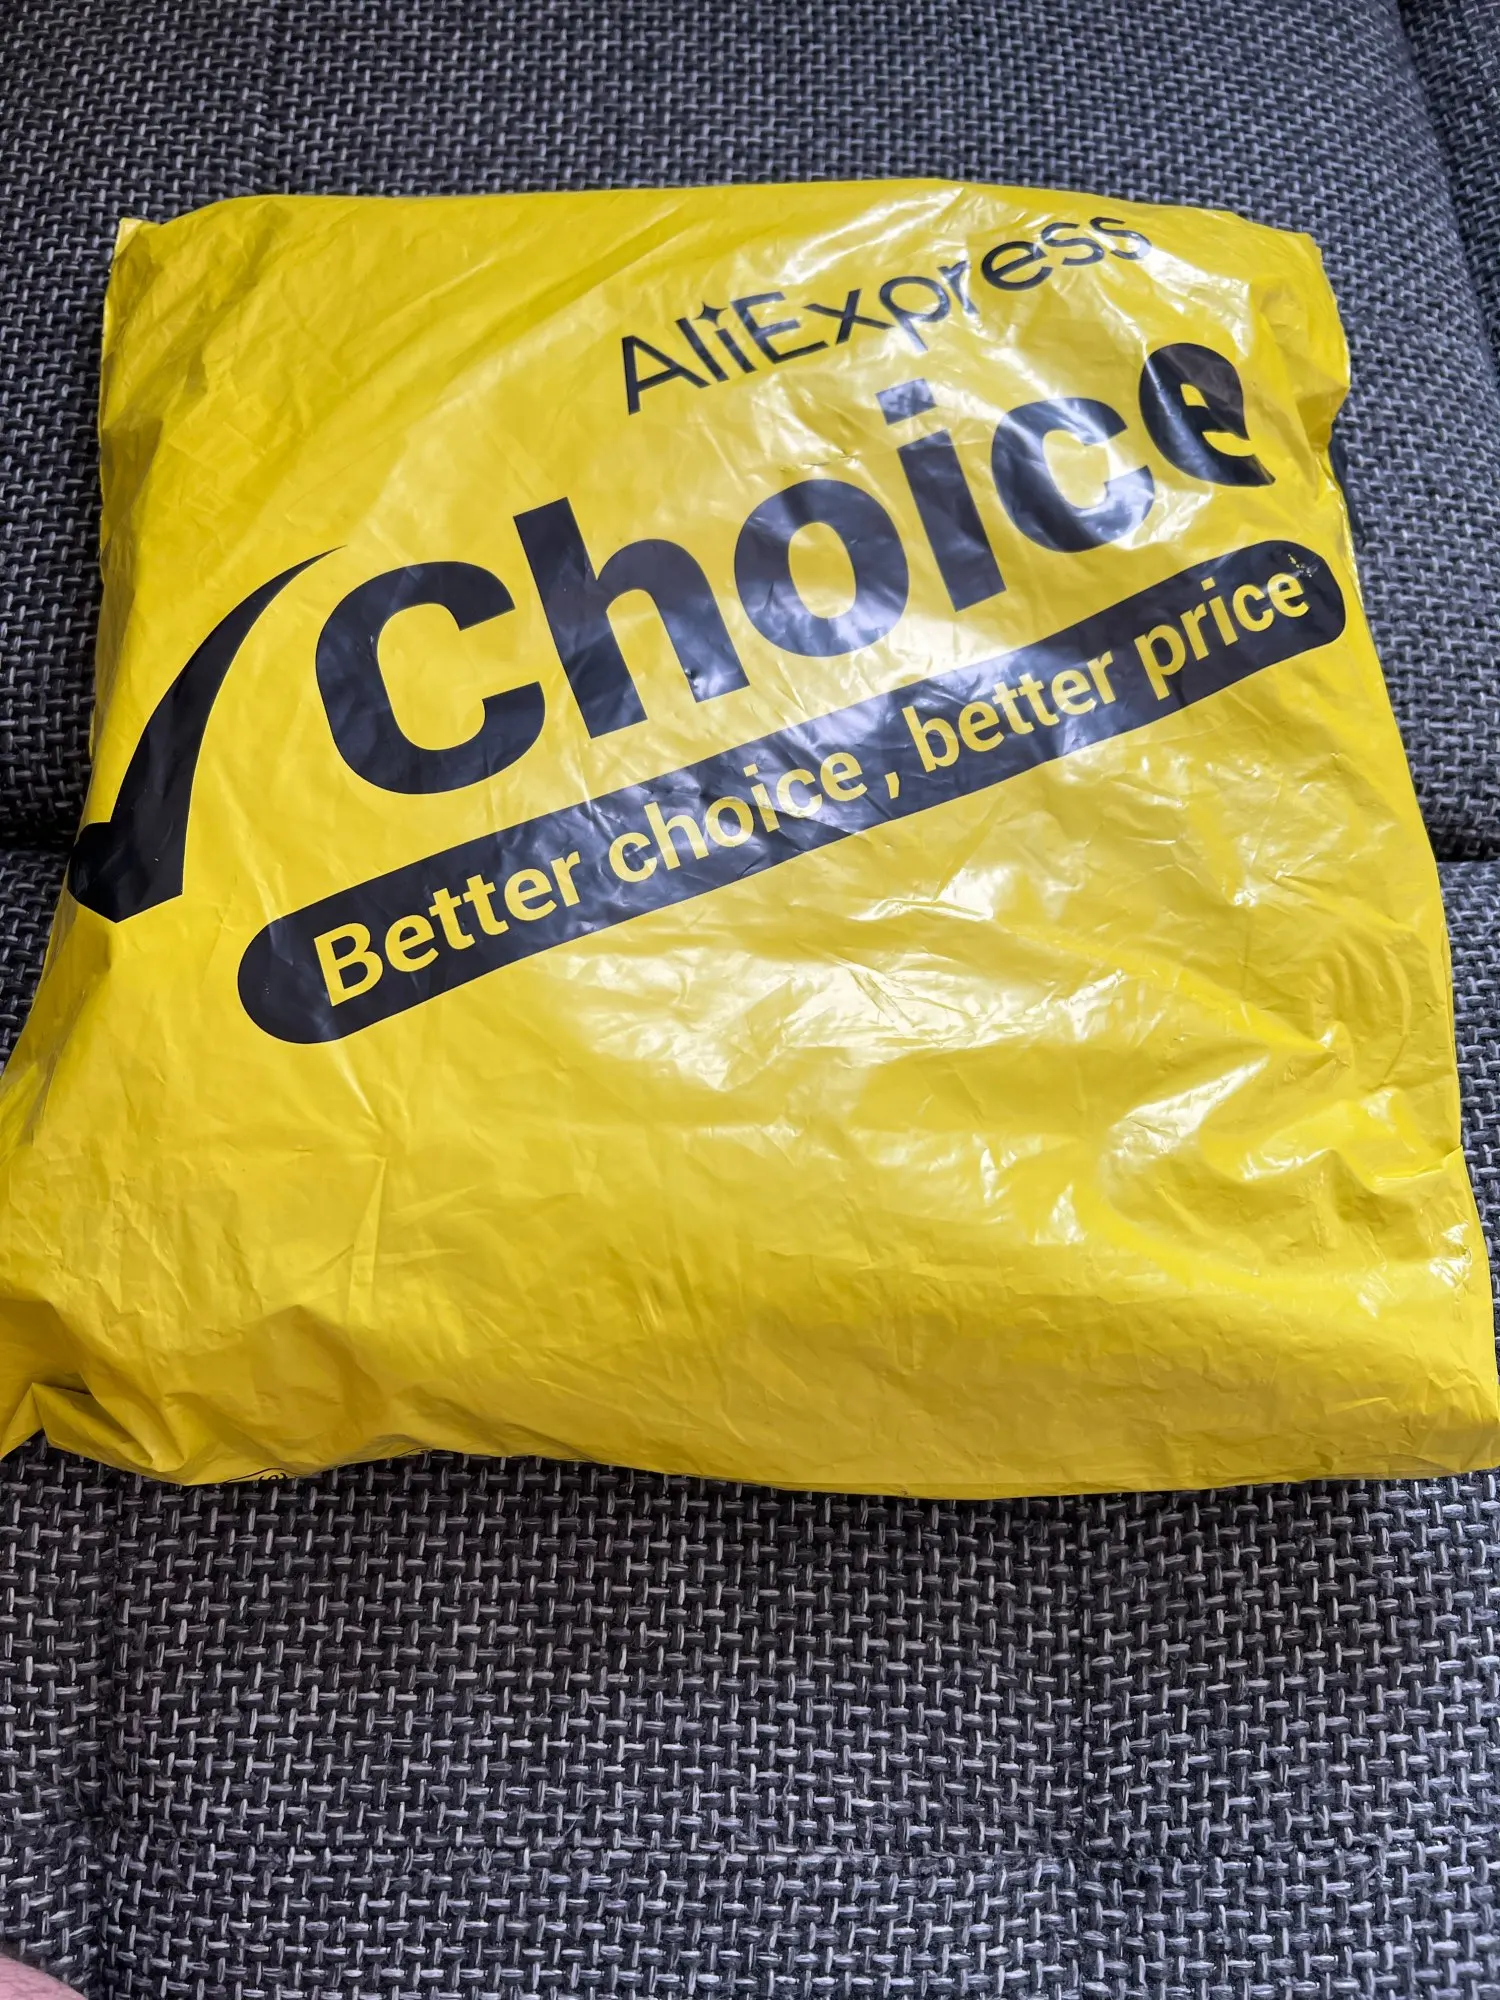 AliExpress
Choice
Better choice, better price